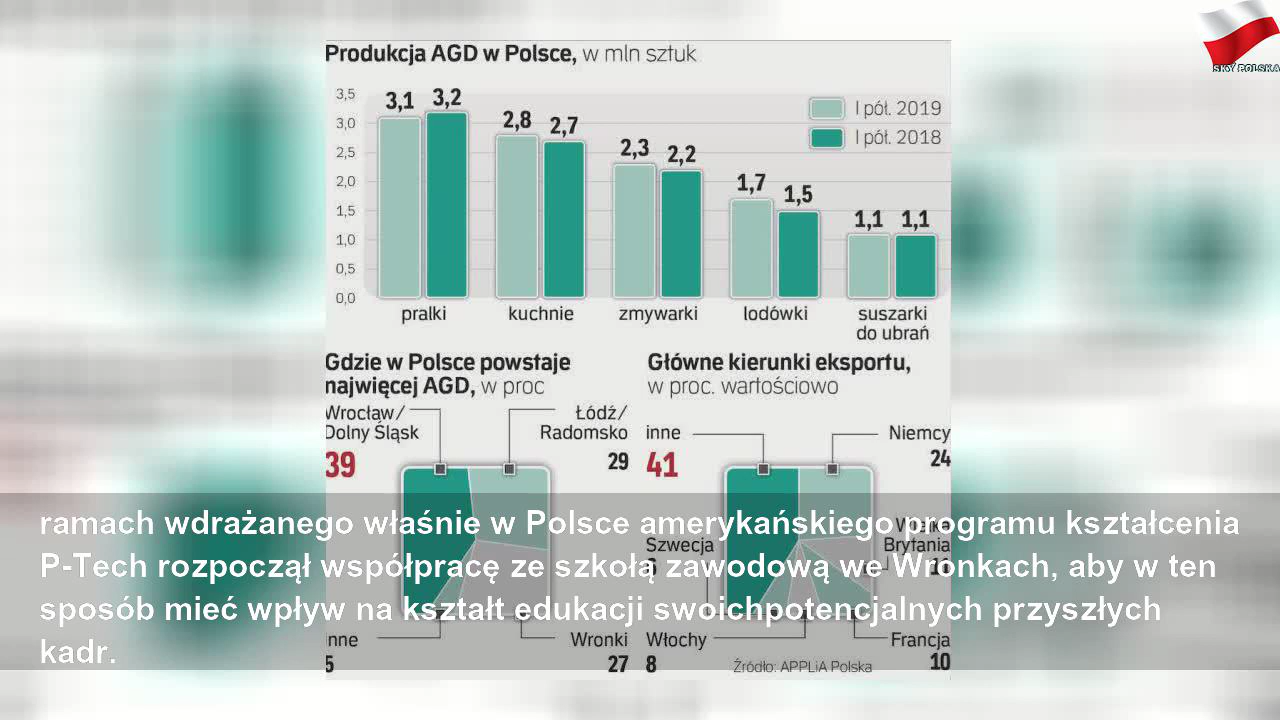 SKY POLSKA
Produkcja AGD w Polsce, w mln sztuk
3,5
3,0
2,5
2,0
1,5
1,0
0,5
0,0
3,1
3,2
2,8
2,7
2,3
2,2
1,7
1,5
1,1
1,1
I pół. 2019
I pół. 2018
pralki
kuchnie
zmywarki
lodówki
suszarki
do ubrań
Gdzie w Polsce powstaje
najwięcej AGD, w proc
Wrocław/
Dolny Śląsk
39
Łódź/
Radomsko
29
inne
5
Wronki
27
Główne kierunki eksportu,
w proc. wartościowo
inne
41
Niemcy
24
Szwecja
Brytania
Włochy
8
Francja
10
Źródło: APPLiA Polska
ramach wdrażanego właśnie w Polsce amerykańskiego programu kształcenia
P-Tech rozpoczął współpracę ze szkołą zawodową we Wronkach, aby w ten
sposób mieć wpływ na kształt edukacji swoichpotencjalnych przyszłych
kadr.